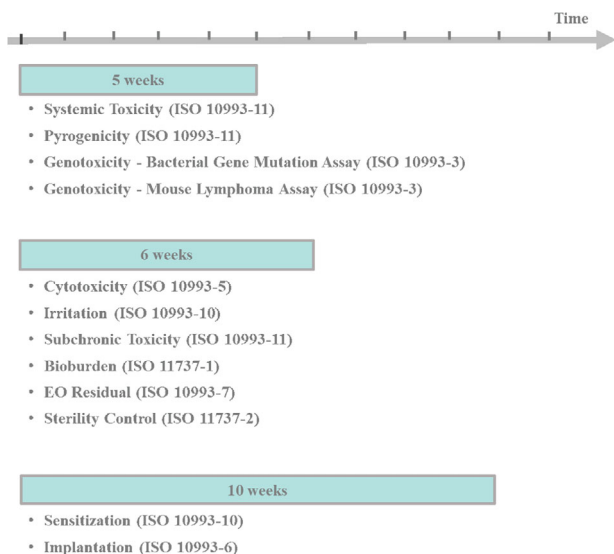 Time
5 weeks
• Systemic Toxicity (ISO 10993-11)
• Pyrogenicity (ISO 10993-11)
• Genotoxicity - Bacterial Gene Mutation Assay (ISO 10993-3)
• Genotoxicity - Mouse Lymphoma Assay (ISO 10993-3)
6 weeks
• Cytotoxicity (ISO 10993-5)
• Irritation (ISO 10993-10)
• Subchronic Toxicity (ISO 10993-11)
• Bioburden (ISO 11737-1)
• EO Residual (ISO 10993-7)
• Sterility Control (ISO 11737-2)
10 weeks
• Sensitization (ISO 10993-10)
• Implantation (ISO 10993-6)